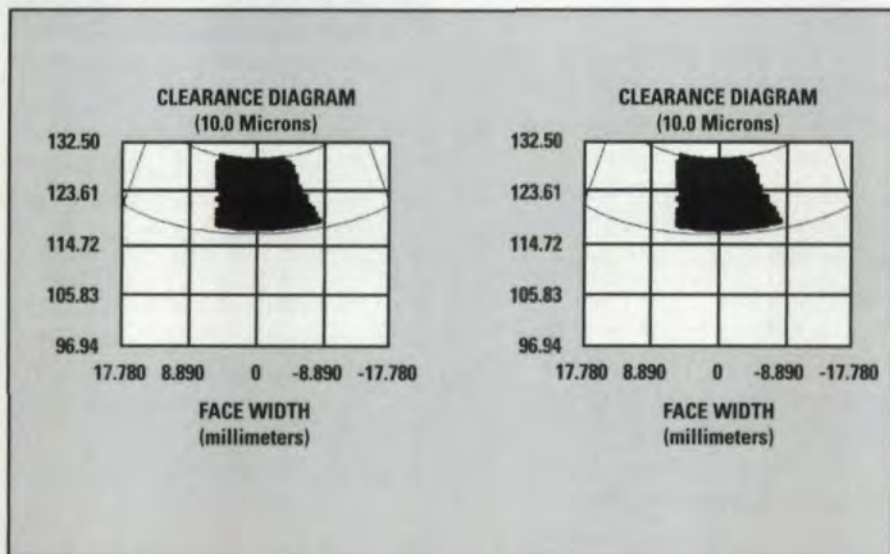 CLEARANCE DIAGRAM
(10.0 Microns)
132.50
123.61
114.72
105.83
96.94
17.780 8.890 0 -8.890 -17.780
FACE WIDTH
(millimeters)
CLEARANCE DIAGRAM
(10.0 Microns)
132.50
123.61
114.72
105.83
96.94
17.780 8.890 0 -8.890 -17.780
FACE WIDTH
(millimeters)